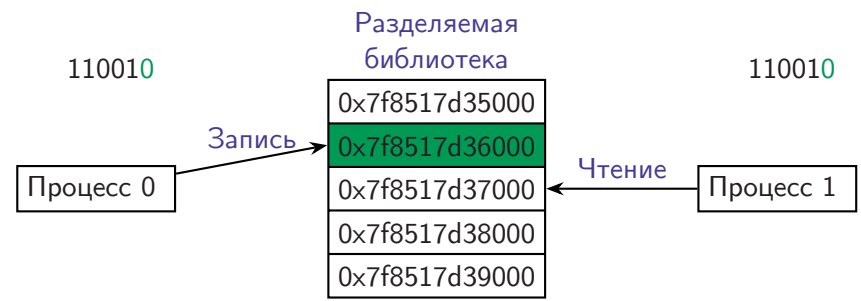 Разделяемая
библиотека
110010
110010
0x7f8517d35000
Запись
0x7f8517d36000
Чтение
Процесс 0
0x7f8517d37000
Процесс 1
0x7f8517d38000
0x7f8517d39000